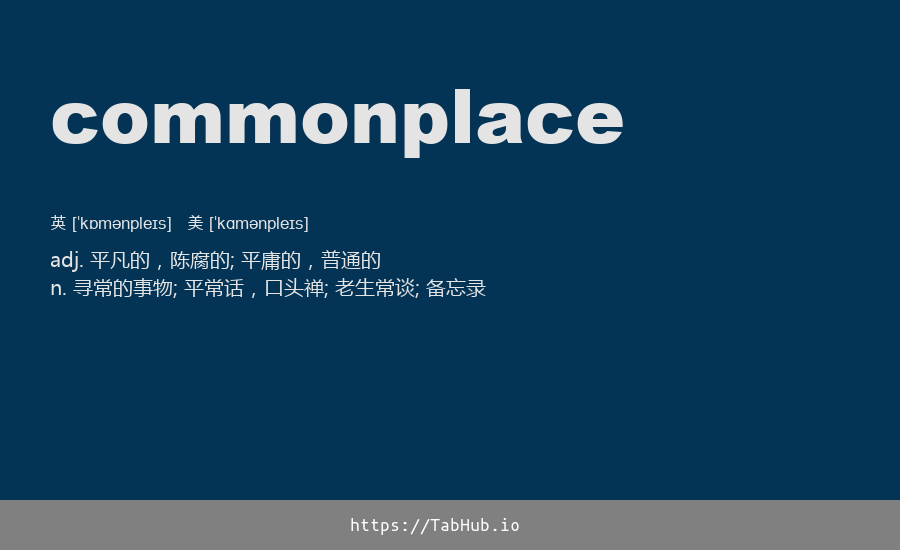 commonplace
英 [ˈkɒmənpleɪs] 美 [ˈkɑmənpleɪs]
adj. 平凡的，陈腐的; 平庸的，普通的
n. 寻常的事物; 平常话，口头禅; 老生常谈; 备忘录
https://TabHub.io